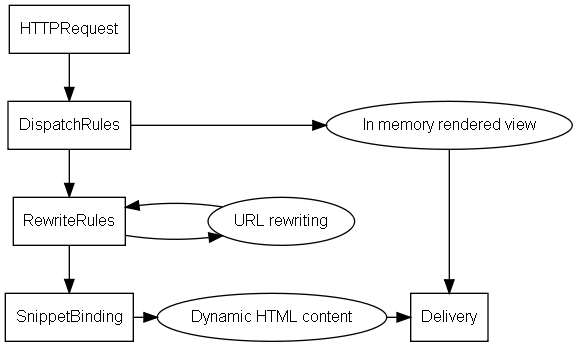 HTTPRequest
DispatchRules
In memory rendered view
RewriteRules
URL rewriting
SnippetBinding
Dynamic HTML content
Delivery